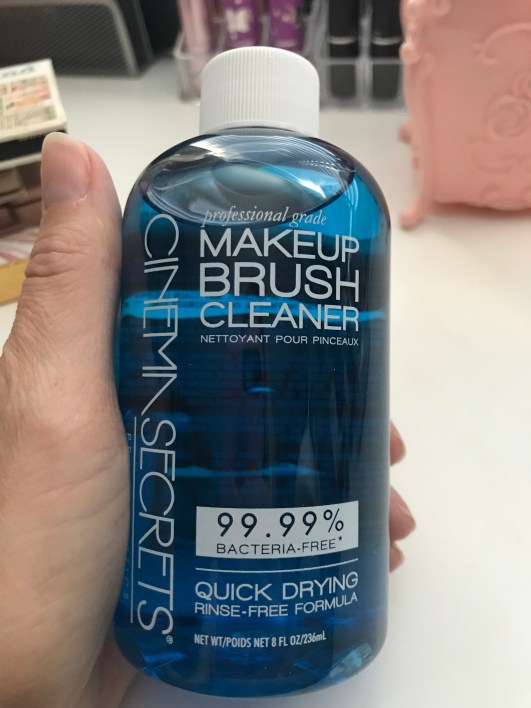 professional grade
MAKEUP
BRUSH
CLEANER
NETTOYANT POUR PINCEAUX
CINEMA SECRETS®
99.99%
BACTERIA-FREE*
QUICK DRYING
RINSE-FREE FORMULA
NET WT/POIDS NET 8 FL OZ/236mL